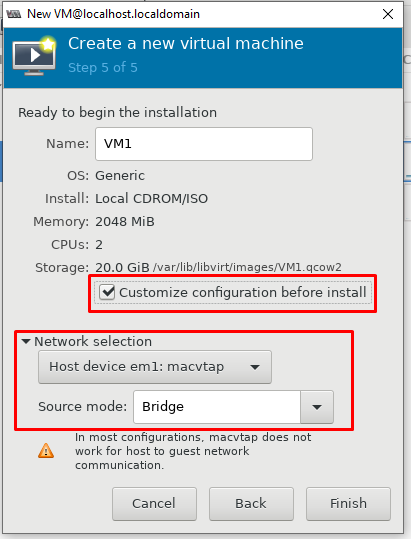 New VM@localhost.localdomain
Create a new virtual machine
Step 5 of 5
Ready to begin the installation
Name: VM1
OS: Generic
Install: Local CDROM/ISO
Memory: 2048 MiB
CPUs: 2
Storage: 20.0 GiB /var/lib/libvirt/images/VM1.qcow2
Customize configuration before install
Network selection
Host device em1: macvtap
Source mode: Bridge
In most configurations, macvtap does not
work for host to guest network
communication.
Cancel Back Finish